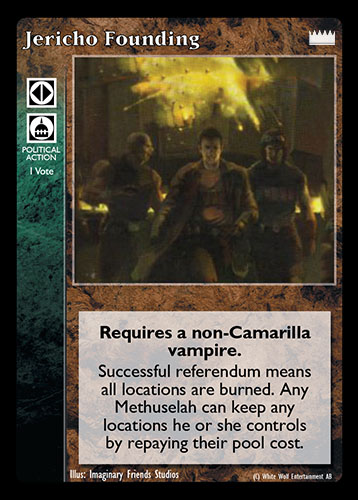 Jericho Founding
POLITICAL
ACTION
1 Vote
Requires a non-Camarilla
vampire.
Successful referendum means
all locations are burned. Any
Methuselah can keep any
locations he or she controls
by repaying their pool cost.
Illus: Imaginary Friends Studios
(C) White Wolf Entertainment AB